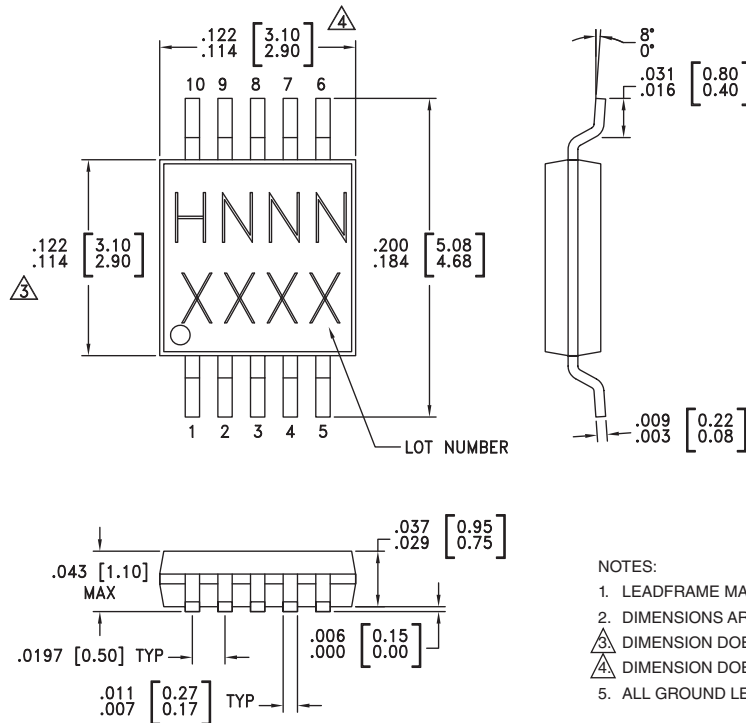 .122 [3.10]
.114 [2.90]
4
10 9 8 7 6
HNNN
XXXX
.122 [3.10]
.114 [2.90]
3
.200 [5.08]
.184 [4.68]
1 2 3 4 5
LOT NUMBER
8°
0°
.031 [0.80]
.016 [0.40]
.009 [0.22]
.003 [0.08]
.043 [1.10]
MAX
.037 [0.95]
.029 [0.75]
.0197 [0.50] TYP
.006 [0.15]
.000 [0.00]
.011 [0.27] TYP
.007 [0.17]
NOTES:
1. LEADFRAME MA
2. DIMENSIONS AR
3. DIMENSION DOE
4. DIMENSION DOE
5. ALL GROUND LE